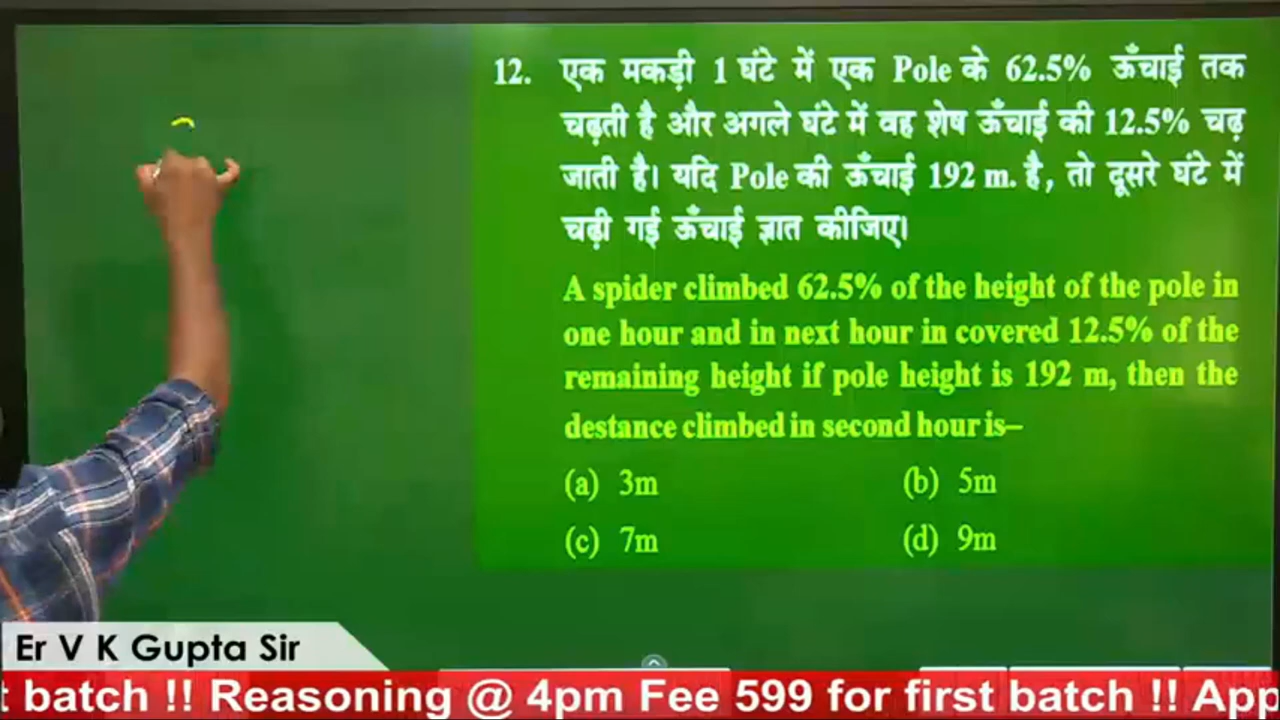 12. एक मकड़ी 1 घंटे में एक Pole के 62.5% ऊँचाई तक
चढ़ती है और अगले घंटे में वह शेष ऊँचाई की 12.5% चढ़
जाती है। यदि Pole की ऊँचाई 192 m. है, तो दूसरे घंटे में
चढ़ी गई ऊँचाई ज्ञात कीजिए।
A spider climbed 62.5% of the height of the pole in
one hour and in next hour in covered 12.5% of the
remaining height if pole height is 192 m, then the
destance climbed in second hour is–
(a) 3m (b) 5m
(c) 7m (d) 9m
Er V K Gupta Sir
t batch !! Reasoning @ 4pm Fee 599 for first batch !! App